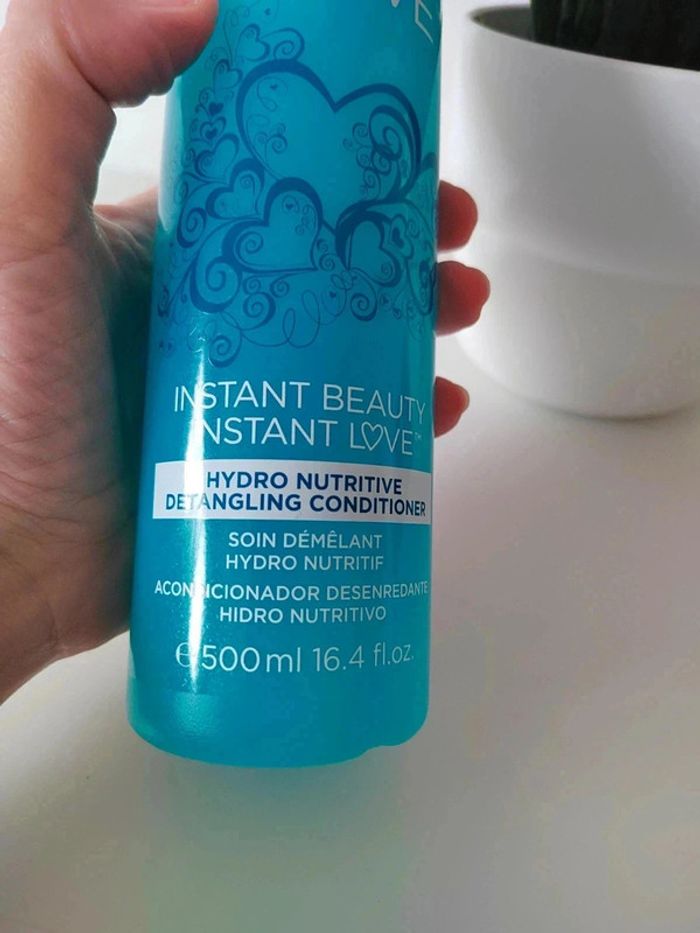 INSTANT BEAUTY
INSTANT LOVE™
HYDRO NUTRITIVE
DETANGLING CONDITIONER
SOIN DÉMÊLANT
HYDRO NUTRITIF
ACONDICIONADOR DESENREDANTE
HIDRO NUTRITIVO
℮ 500ml 16.4 fl.oz.